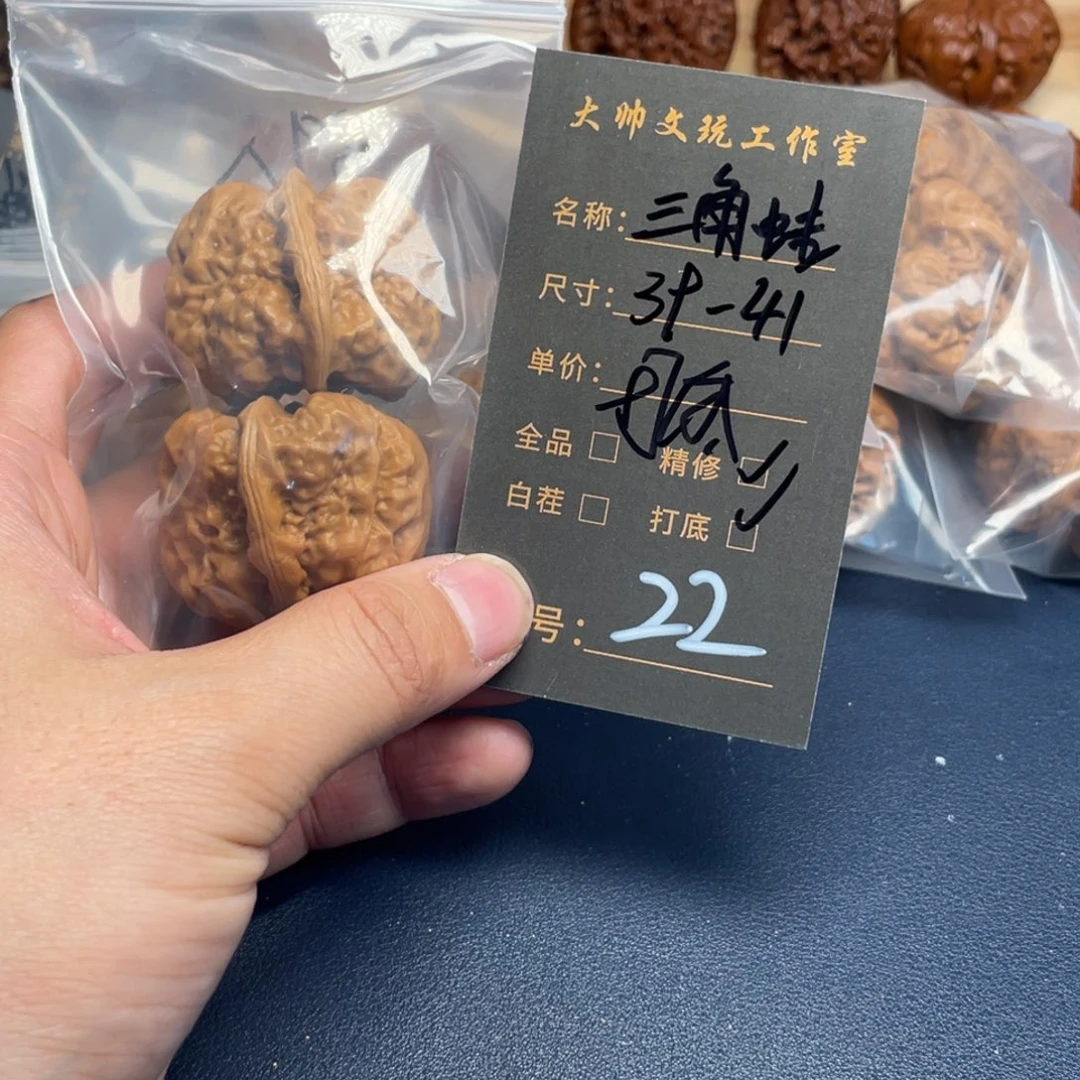 大帅文玩工作室
名称：三角蛙
尺寸：39-41
单价：
全品 □ 精修 ☑
白茬 □ 打底 ☑
号：22